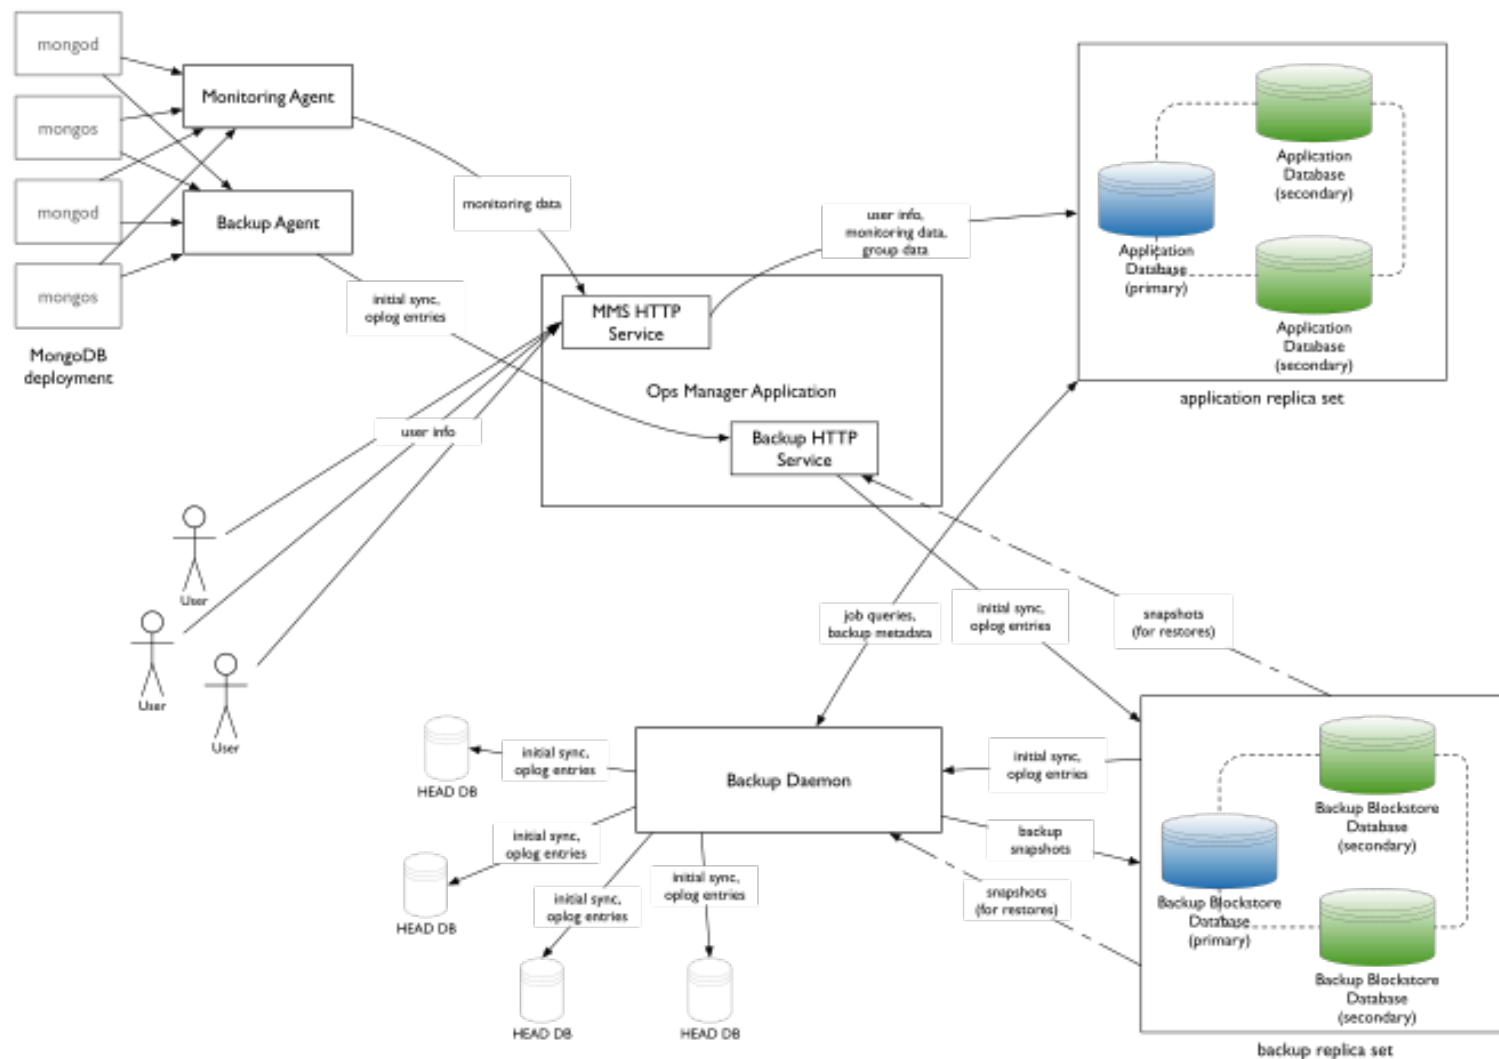 mongod
mongos
mongod
mongos
MongoDB
deployment
Monitoring Agent
Backup Agent
monitoring data
initial sync,
oplog entries
user info,
monitoring data,
group data
MMS HTTP
Service
Ops Manager Application
Backup HTTP
Service
user info
User
User
User
Application
Database
(secondary)
Application
Database
(primary)
Application
Database
(secondary)
application replica set
job queries,
backup metadata
initial sync,
oplog entries
snapshots
(for restores)
Backup Daemon
initial sync,
oplog entries
HEAD DB
initial sync,
oplog entries
HEAD DB
initial sync,
oplog entries
HEAD DB
initial sync,
oplog entries
HEAD DB
initial sync,
oplog entries
backup
snapshots
snapshots
(for restores)
Backup Blockstore
Database
(secondary)
Backup Blockstore
Database
(primary)
Backup Blockstore
Database
(secondary)
backup replica set